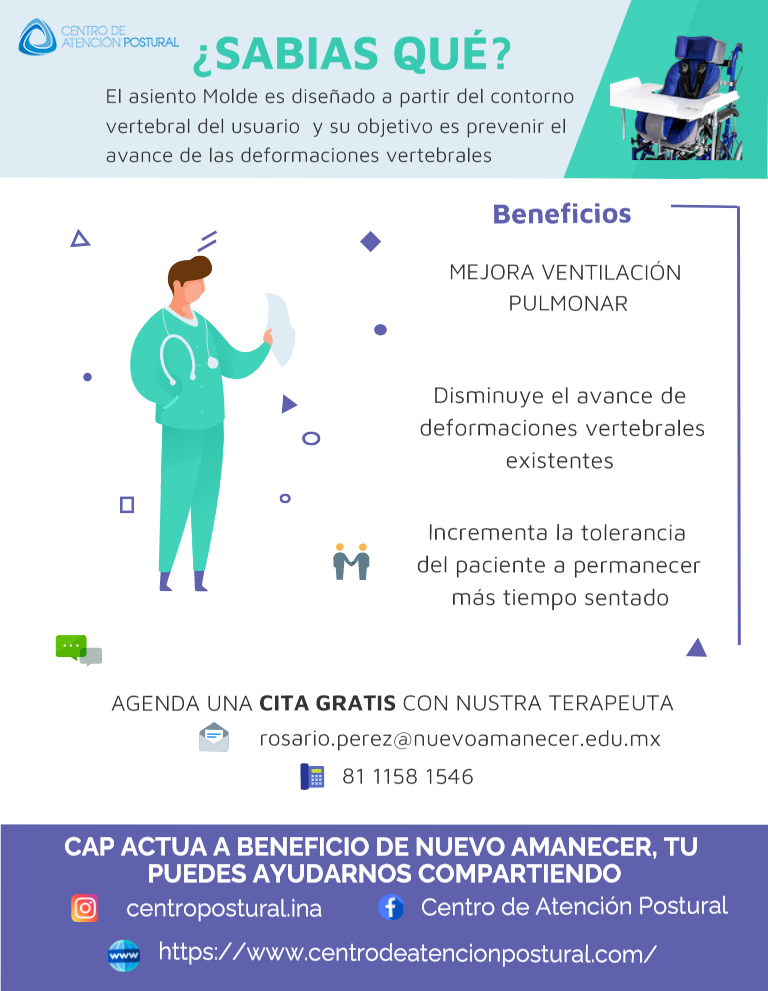 CENTRO DE
ATENCIÓN POSTURAL
¿SABIAS QUÉ?
El asiento Molde es diseñado a partir del contorno
vertebral del usuario y su objetivo es prevenir el
avance de las deformaciones vertebrales
Beneficios
MEJORA VENTILACIÓN
PULMONAR
Disminuye el avance de
deformaciones vertebrales
existentes
Incrementa la tolerancia
del paciente a permanecer
más tiempo sentado
AGENDA UNA CITA GRATIS CON NUSTRA TERAPEUTA
rosario.perez@nuevoamanecer.edu.mx
81 1158 1546
CAP ACTUA A BENEFICIO DE NUEVO AMANECER, TU
PUEDES AYUDARNOS COMPARTIENDO
centropostural.ina
Centro de Atención Postural
www
https://www.centrodeatencionpostural.com/